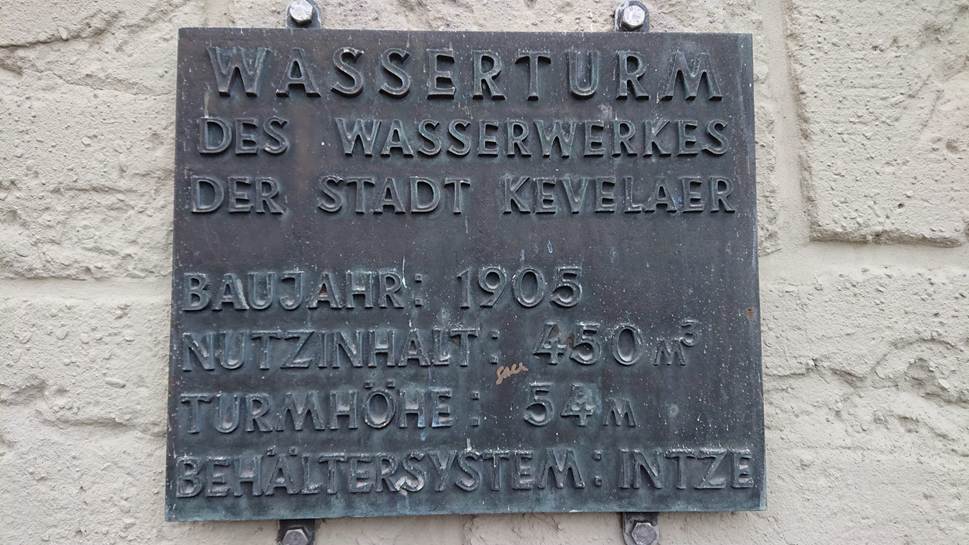 WASSERTURM
DES WASSERWERKES
DER STADT KEVELAER
BAUJAHR: 1905
NUTZINHALT: 450 M³
TURMHÖHE: 54 M
BEHÄLTERSYSTEM: INTZE